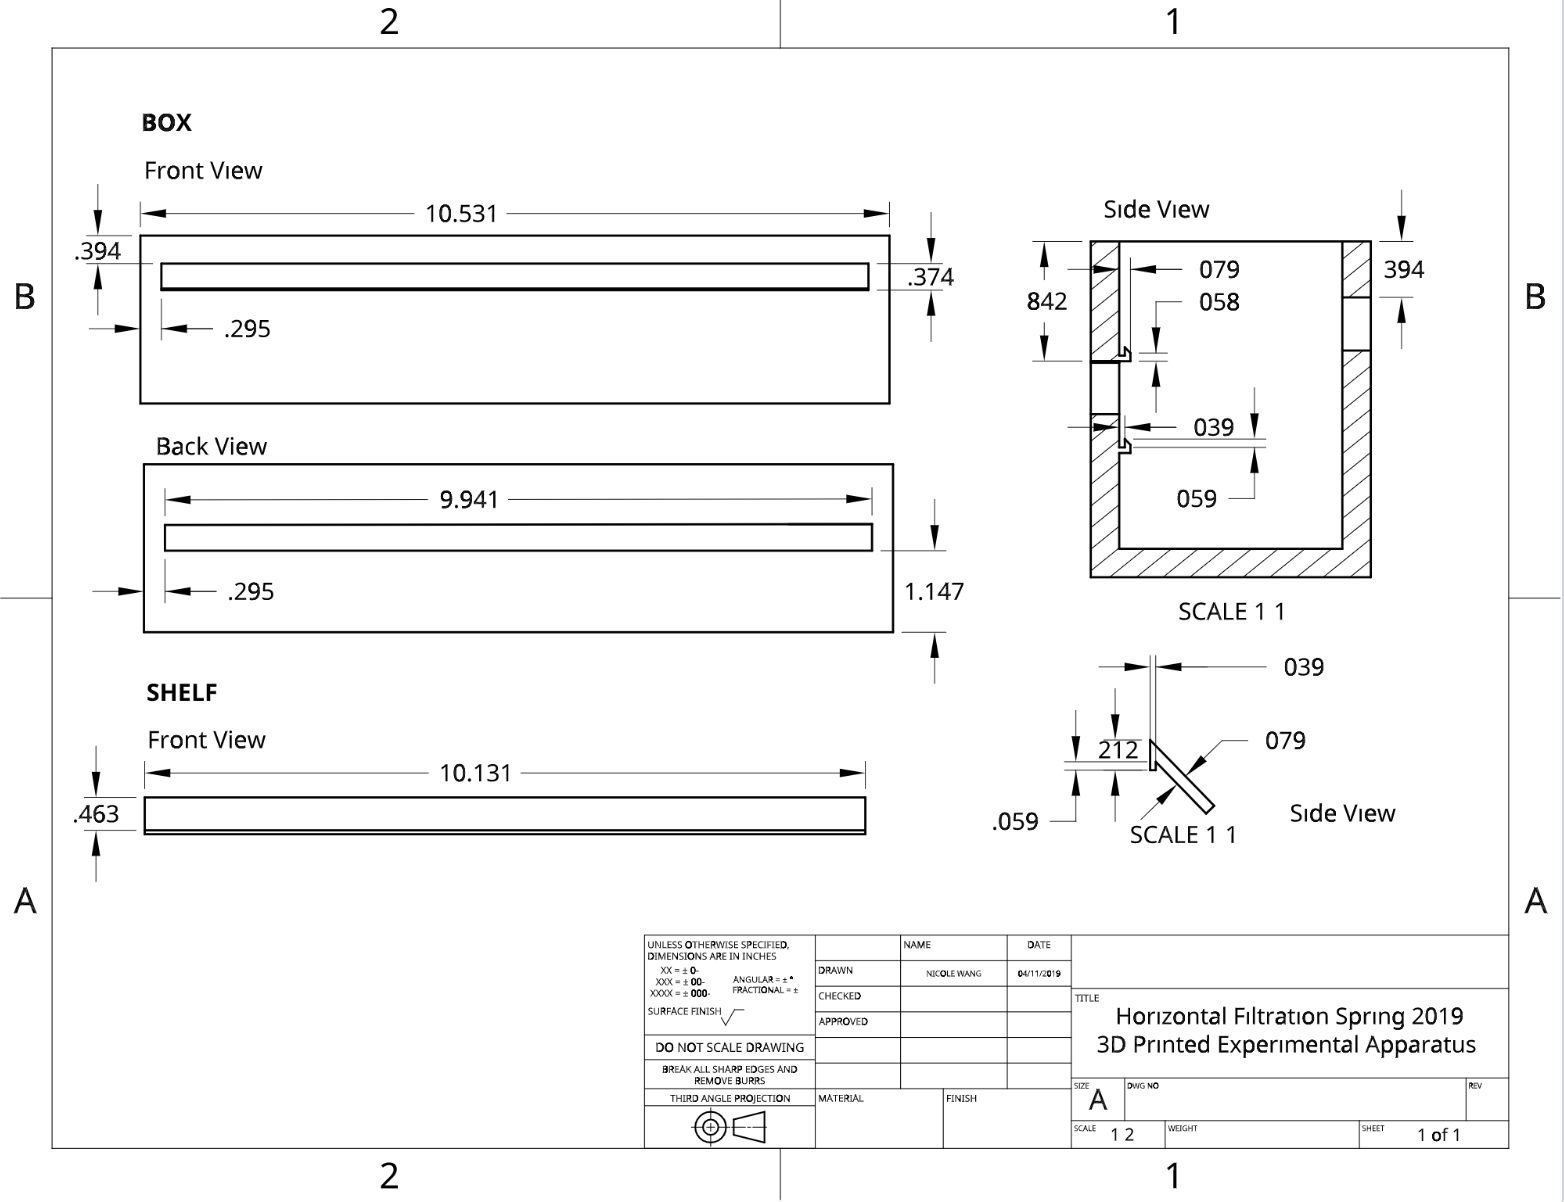 2
1
BOX
Front View
10.531
.394
.374
.295
Side View
079
842
058
394
039
059
SCALE 1 1
B
B
Back View
9.941
.295
1.147
SHELF
Front View
10.131
.463
039
212
079
.059
SCALE 1 1
Side View
A
A
UNLESS OTHERWISE SPECIFIED,
DIMENSIONS ARE IN INCHES
XX = ± 0-
XXX = ± 00-
XXXX = ± 000-
ANGULAR = ± °
FRACTIONAL = ±
SURFACE FINISH
DO NOT SCALE DRAWING
BREAK ALL SHARP EDGES AND
REMOVE BURRS
THIRD ANGLE PROJECTION
NAME
DATE
DRAWN
NICOLE WANG
04/11/2019
CHECKED
APPROVED
MATERIAL
FINISH
TITLE
Horizontal Filtration Spring 2019
3D Printed Experimental Apparatus
SIZE
A
DWG NO
REV
SCALE
1 2
WEIGHT
SHEET
1 of 1
2
1